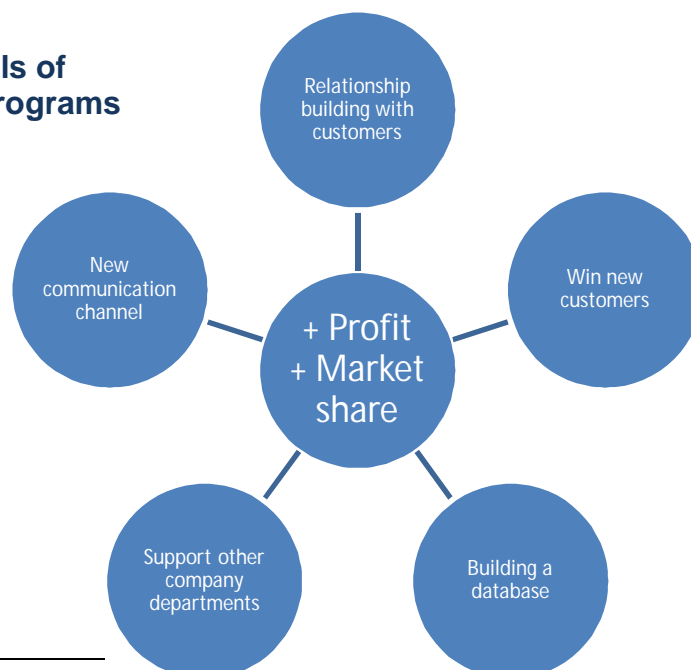 ls of
rograms
Relationship
building with
customers
New
communication
channel
Win new
customers
+ Profit
+ Market
share
Support other
company
departments
Building a
database